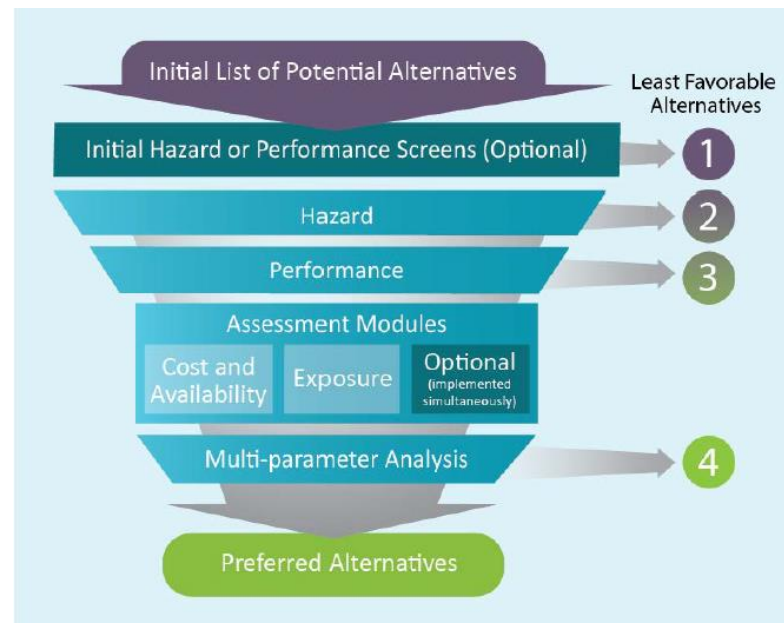 Initial List of Potential Alternatives
Least Favorable
Alternatives
Initial Hazard or Performance Screens (Optional)
1
Hazard
2
Performance
3
Assessment Modules
Cost and
Availability
Exposure
Optional
(implemented
simultaneously)
Multi-parameter Analysis
4
Preferred Alternatives